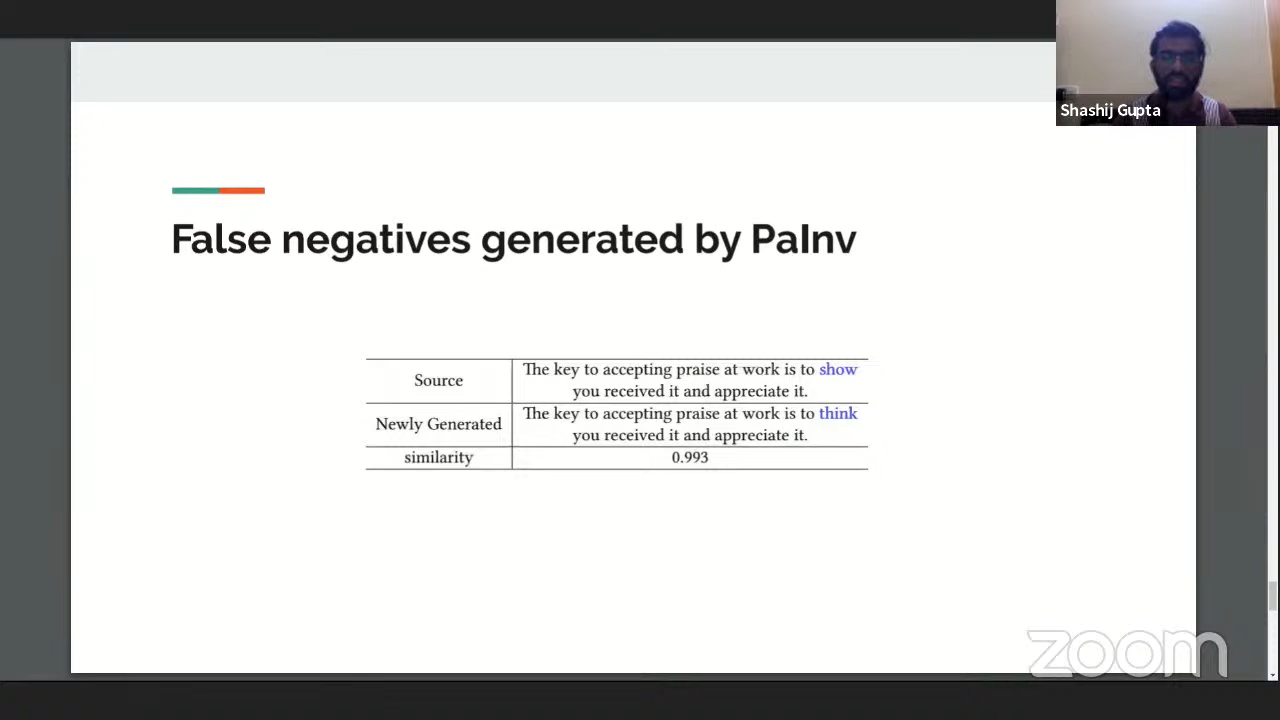 Shashij Gupta
False negatives generated by PaInv
Source
The key to accepting praise at work is to show
you received it and appreciate it.
Newly Generated
The key to accepting praise at work is to think
you received it and appreciate it.
similarity
0.993
zoom